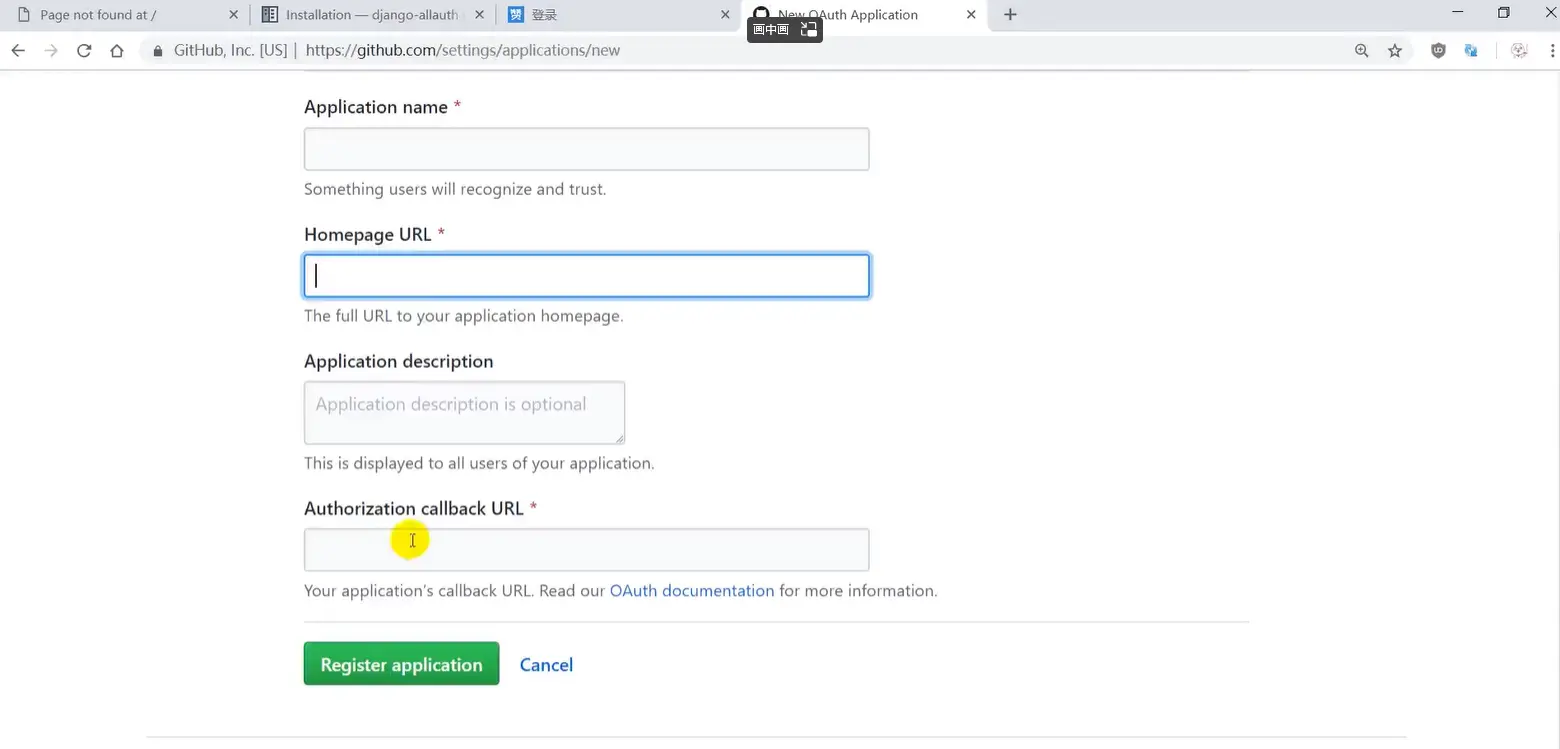 Page not found at /
Installation — django-allauth
赞 登录
New OAuth Application
画中画
GitHub, Inc. [US] | https://github.com/settings/applications/new
Application name *
Something users will recognize and trust.
Homepage URL *
The full URL to your application homepage.
Application description
Application description is optional
This is displayed to all users of your application.
Authorization callback URL *
Your application's callback URL. Read our OAuth documentation for more information.
Register application Cancel